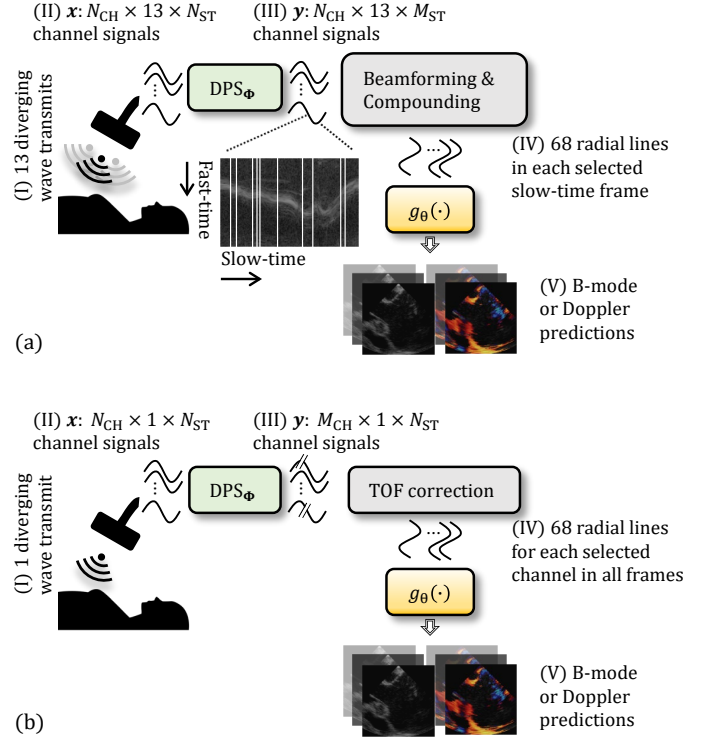 (II) x: N_CH × 13 × N_ST
channel signals
(III) y: N_CH × 13 × M_ST
channel signals
(I) 13 diverging
wave transmits
DPS_Φ
Beamforming &
Compounding
Fast-time
Slow-time
(IV) 68 radial lines
in each selected
slow-time frame
g_θ(·)
(V) B-mode
or Doppler
predictions
(a)
(II) x: N_CH × 1 × N_ST
channel signals
(III) y: M_CH × 1 × N_ST
channel signals
(I) 1 diverging
wave transmit
DPS_Φ
TOF correction
(IV) 68 radial lines
for each selected
channel in all frames
g_θ(·)
(V) B-mode
or Doppler
predictions
(b)